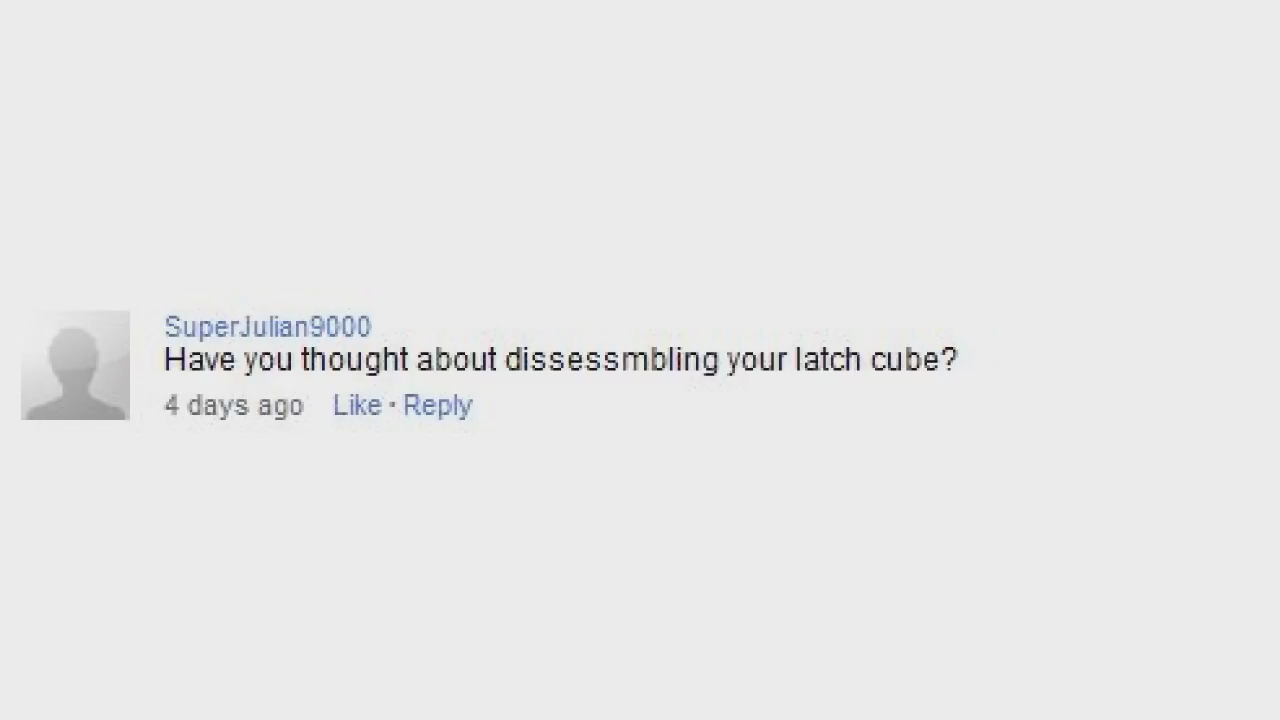 SuperJulian9000
Have you thought about dissessmbling your latch cube?
4 days ago Like · Reply